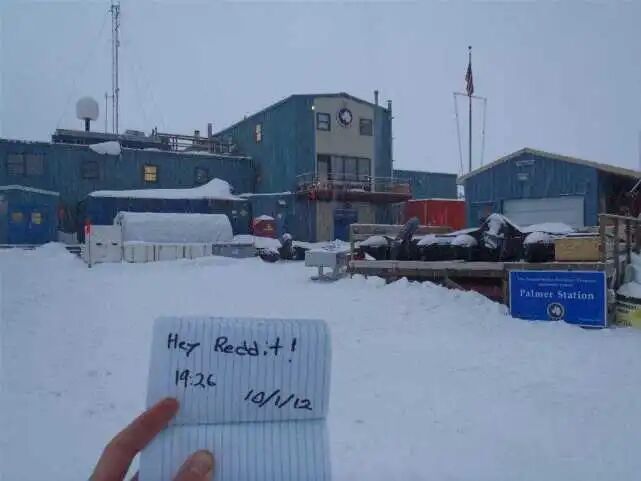 Palmer Station
Hey Reddit!
19:26
10/1/12